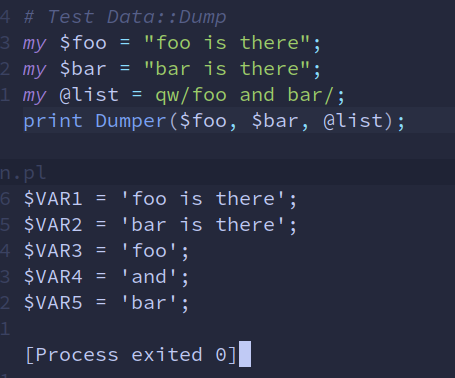 4 # Test Data::Dump
3 my $foo = "foo is there";
2 my $bar = "bar is there";
1 my @list = qw/foo and bar/;
print Dumper($foo, $bar, @list);
n.pl
6 $VAR1 = 'foo is there';
5 $VAR2 = 'bar is there';
4 $VAR3 = 'foo';
3 $VAR4 = 'and';
2 $VAR5 = 'bar';
1
[Process exited 0]